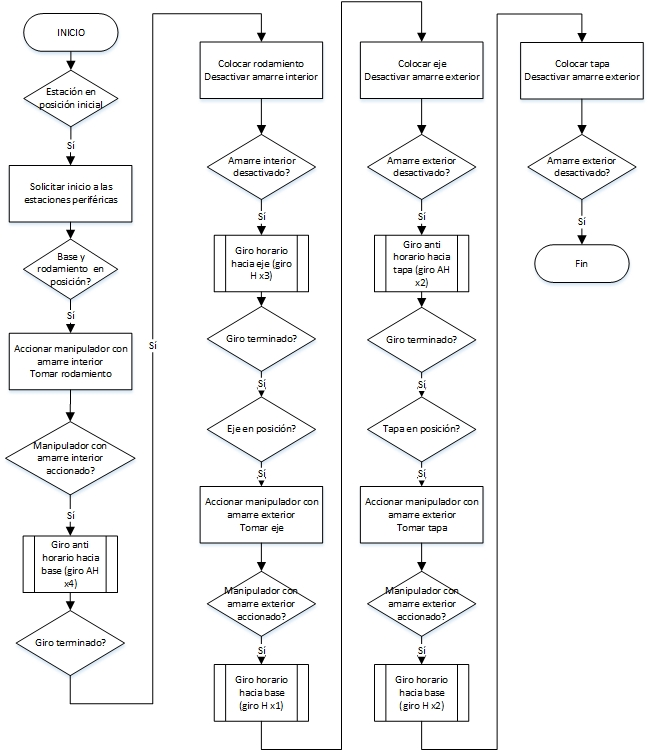 INICIO
Estación en
posición inicial
Sí
Solicitar inicio a las
estaciones periféricas
Base y
rodamiento en
posición?
Sí
Accionar manipulador con
amarre interior
Tomar rodamiento
Manipulador con
amarre interior
accionado?
Sí
Giro anti
horario hacia
base (giro AH
x4)
Giro terminado?
Sí
Colocar rodamiento
Desactivar amarre interior
Amarre interior
desactivado?
Sí
Giro horario
hacia eje (giro
H x3)
Giro terminado?
Sí
Eje en posición?
Sí
Accionar manipulador con
amarre exterior
Tomar eje
Manipulador con
amarre exterior
accionado?
Sí
Giro horario
hacia base
(giro H x1)
Colocar eje
Desactivar amarre exterior
Amarre exterior
desactivado?
Sí
Giro anti
horario hacia
tapa (giro AH
x2)
Giro terminado?
Sí
Tapa en posición?
Sí
Accionar manipulador con
amarre exterior
Tomar tapa
Manipulador con
amarre exterior
accionado?
Sí
Giro horario
hacia base
(giro H x2)
Colocar tapa
Desactivar amarre exterior
Amarre exterior
desactivado?
Sí
Fin